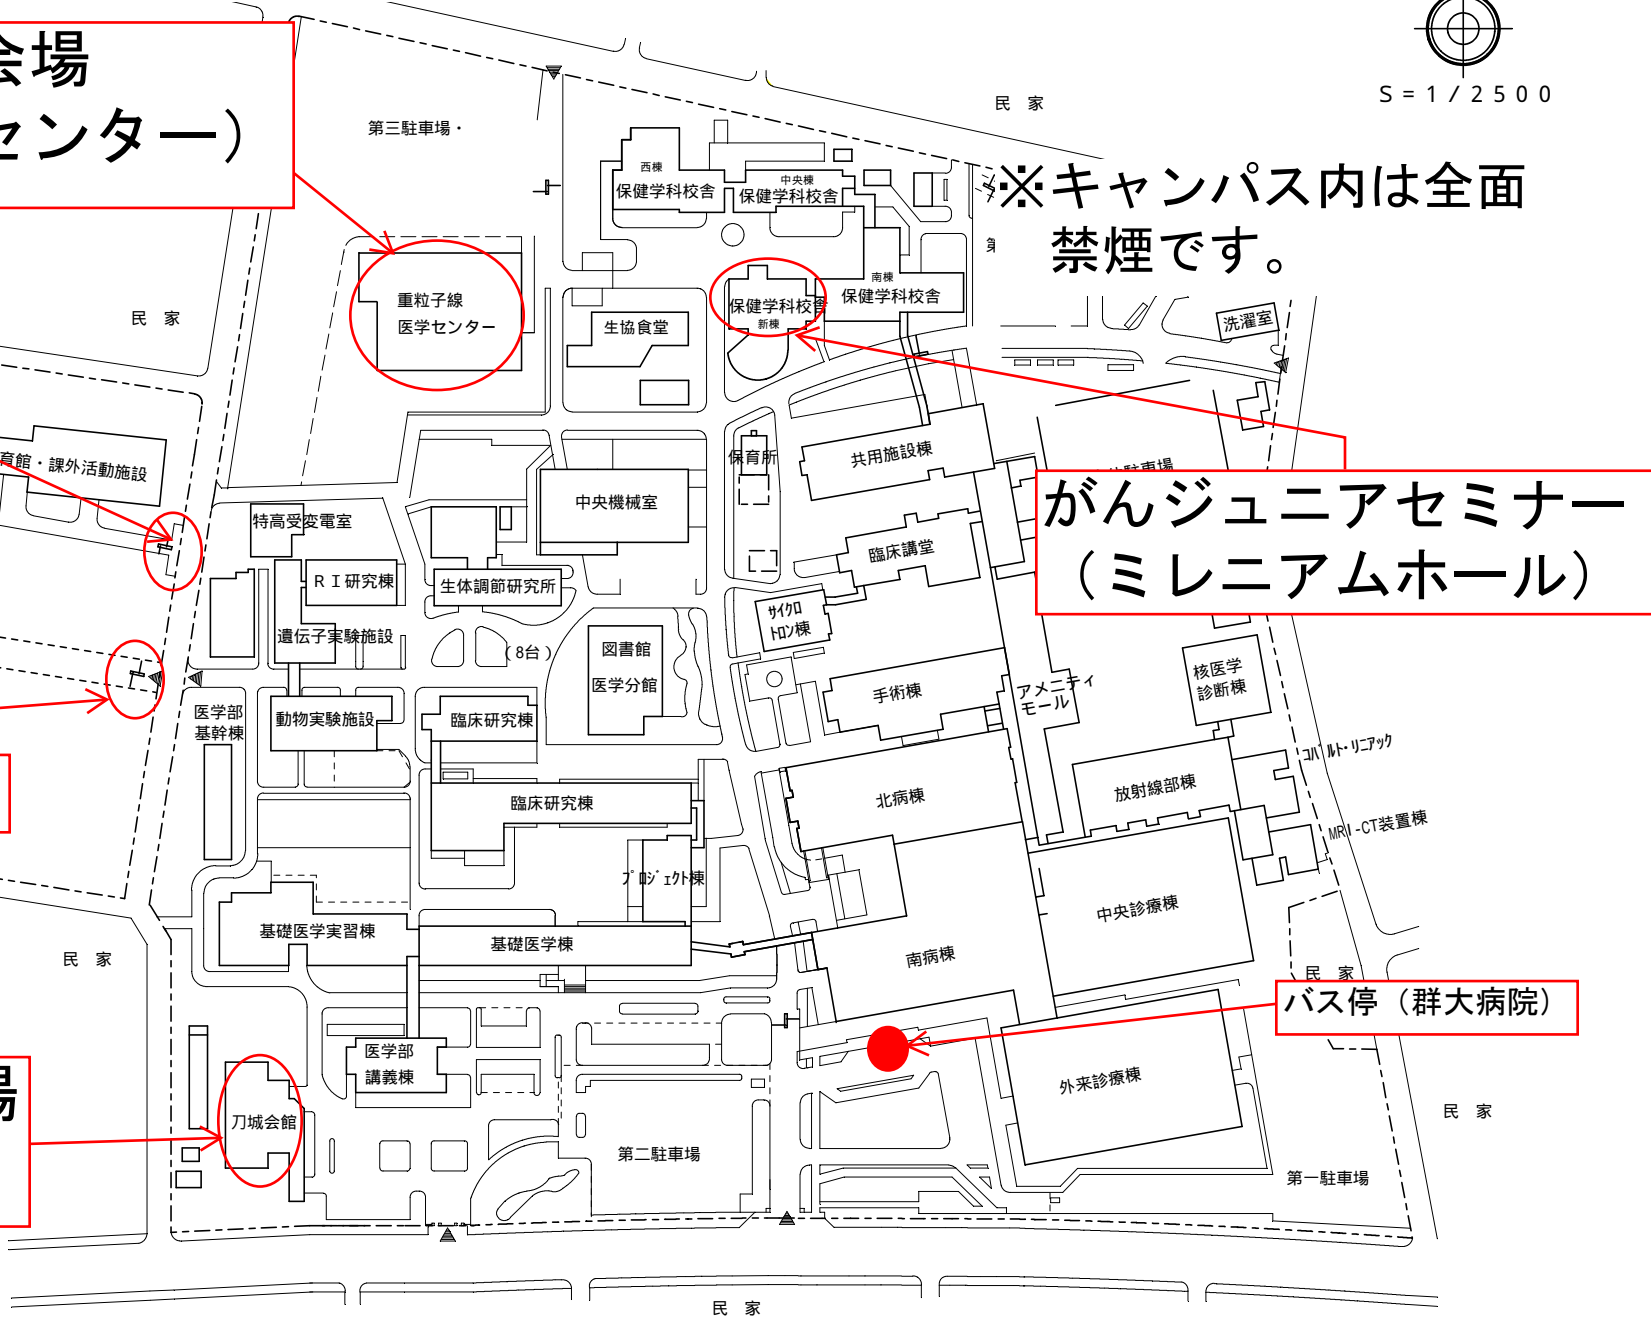 会場
センター）
S=1/2500
民 家
第三駐車場・
※キャンパス内は全面
禁煙です。
西棟
保健学科校舎
中央棟
保健学科校舎
南棟
保健学科校舎
保健学科校舎
新棟
重粒子線
医学センター
生協食堂
民 家
洗濯室
育館・課外活動施設
保育所
共用施設棟
駐車場
がんジュニアセミナー
（ミレニアムホール）
中央機械室
特高受変電室
臨床講堂
ＲＩ研究棟
生体調節研究所
サイクロ
トロン棟
遺伝子実験施設
（8台）
図書館
医学分館
核医学
診断棟
手術棟
アメニティ
モール
医学部
基幹棟
動物実験施設
臨床研究棟
コバルト・リニアック
北病棟
放射線部棟
臨床研究棟
MRI-CT装置棟
プロジェクト棟
中央診療棟
基礎医学実習棟
基礎医学棟
南病棟
民 家
民 家
バス停（群大病院）
医学部
講義棟
外来診療棟
場
刀城会館
民 家
第二駐車場
第一駐車場
民 家